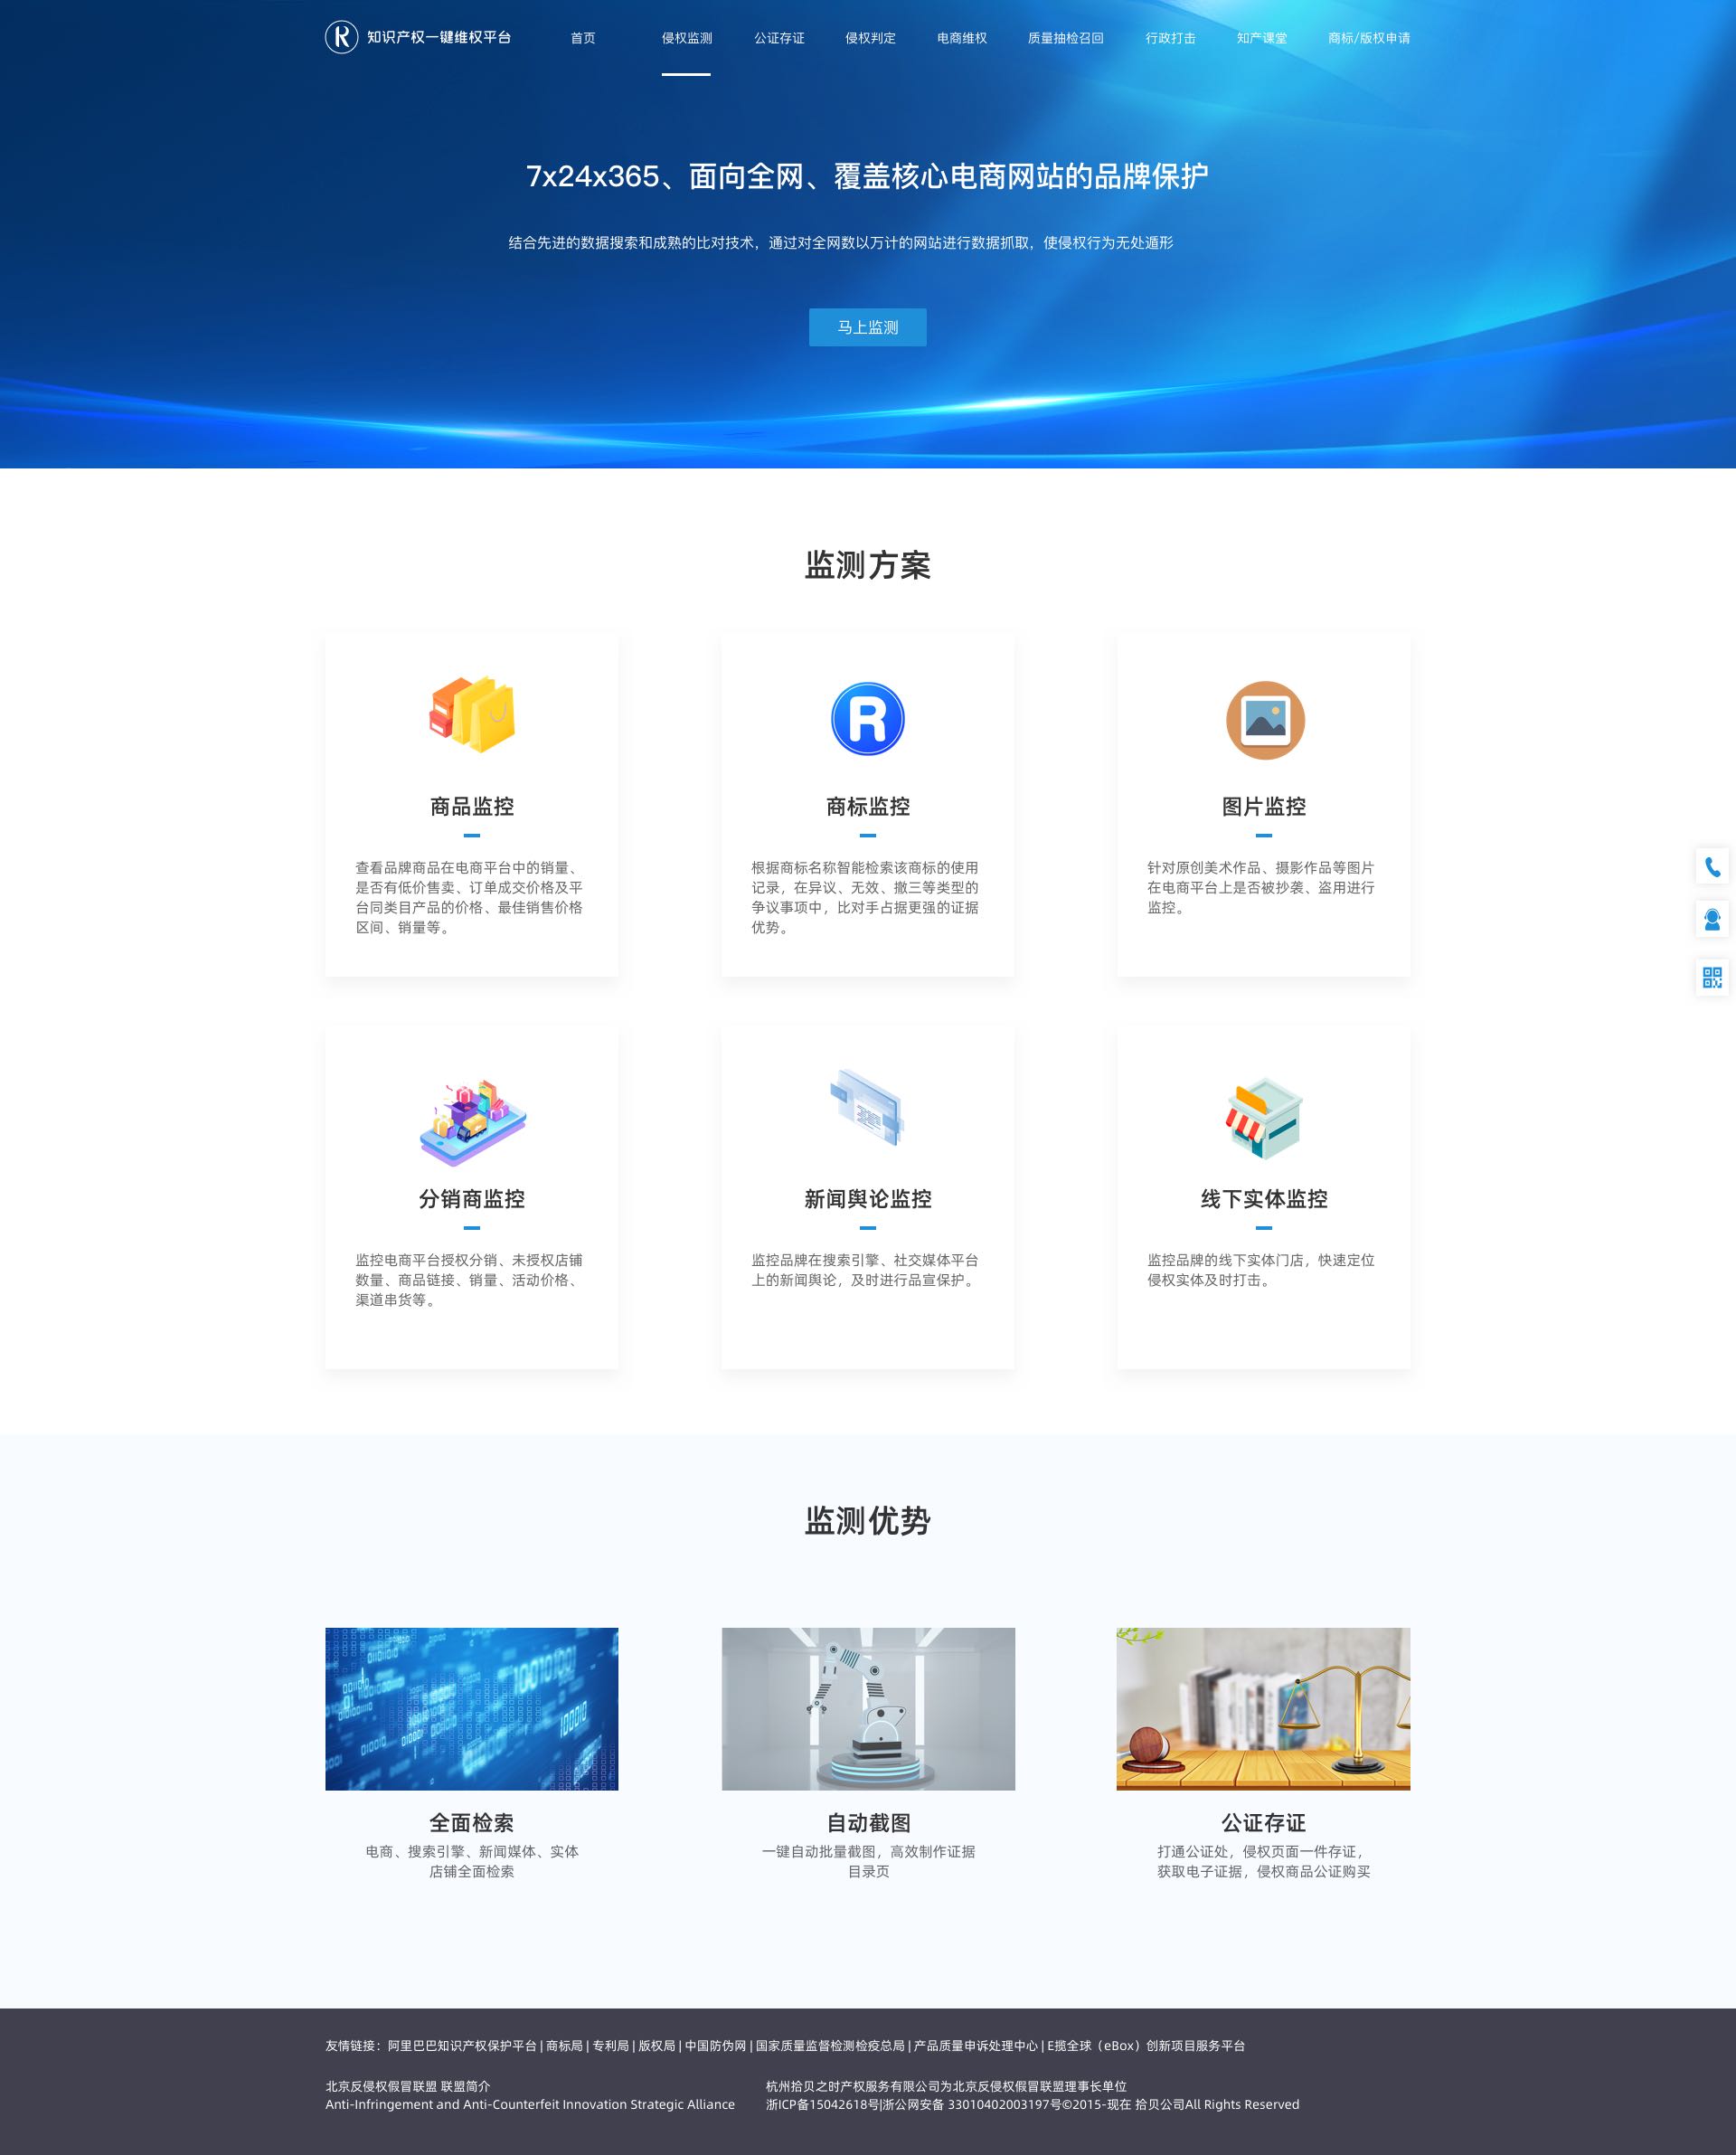 知识产权一键维权平台
首页 侵权监测 公证存证 侵权判定 电商维权 质量抽检召回 行政打击 知产课堂 商标/版权申请
7x24x365、面向全网、覆盖核心电商网站的品牌保护
结合先进的数据搜索和成熟的比对技术，通过对全网数以万计的网站进行数据抓取，使侵权行为无处遁形
马上监测
监测方案
R
商品监控
查看品牌商品在电商平台中的销量、
是否有低价售卖、订单成交价格及平
台同类目产品的价格、最佳销售价格
区间、销量等。
商标监控
根据商标名称智能检索该商标的使用
记录，在异议、无效、撤三等类型的
争议事项中，比对手占据更强的证据
优势。
图片监控
针对原创美术作品、摄影作品等图片
在电商平台上是否被抄袭、盗用进行
监控。
分销商监控
监控电商平台授权分销、未授权店铺
数量、商品链接、销量、活动价格、
渠道串货等。
新闻舆论监控
监控品牌在搜索引擎、社交媒体平台
上的新闻舆论，及时进行品宣保护。
线下实体监控
监控品牌的线下实体门店，快速定位
侵权实体及时打击。
监测优势
全面检索
电商、搜索引擎、新闻媒体、实体
店铺全面检索
自动截图
一键自动批量截图，高效制作证据
目录页
公证存证
打通公证处，侵权页面一件存证，
获取电子证据，侵权商品公证购买
友情链接：阿里巴巴知识产权保护平台 | 商标局 | 专利局 | 版权局 | 中国防伪网 | 国家质量监督检测检疫总局 | 产品质量申诉处理中心 | E揽全球（eBox）创新项目服务平台
北京反侵权假冒联盟 联盟简介
Anti-Infringement and Anti-Counterfeit Innovation Strategic Alliance
杭州拾贝之时产权服务有限公司为北京反侵权假冒联盟理事长单位
浙ICP备15042618号|浙公网安备 33010402003197号©2015-现在 拾贝公司All Rights Reserved